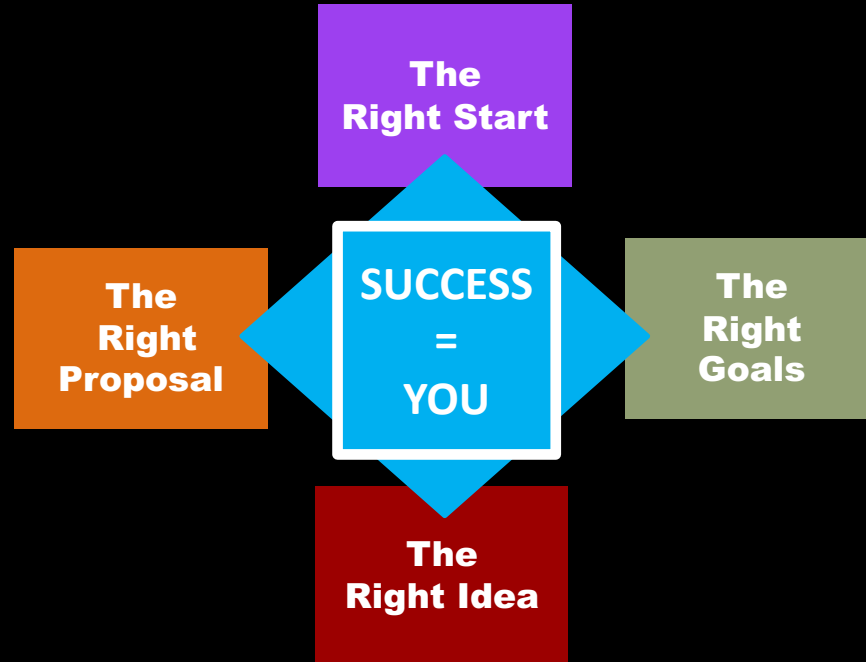 The
Right Start
The
Right
Proposal
SUCCESS
=
YOU
The
Right
Goals
The
Right Idea